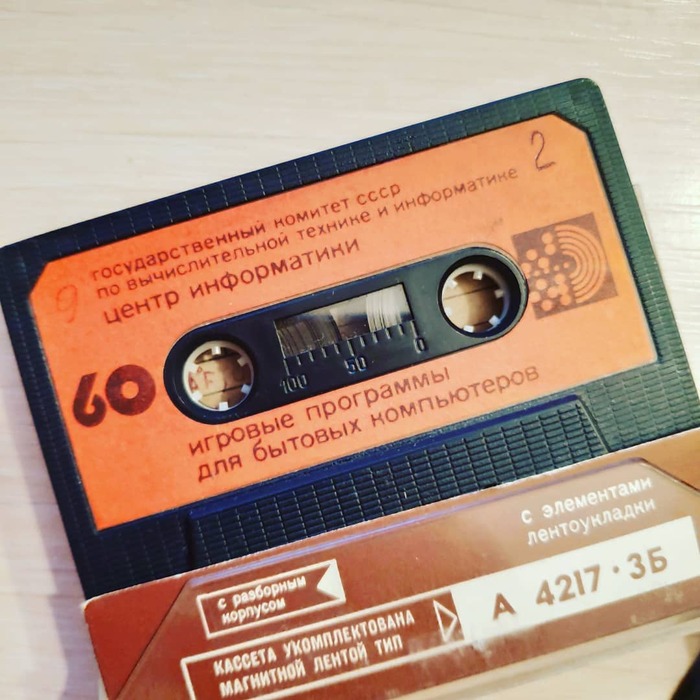 2
9
государственный комитет ссср
по вычислительной технике и информатике
центр информатики
60
100 50 0
игровые программы
для бытовых компьютеров
с элементами
лентоукладки
с разборным
корпусом
А 4217·3Б
КАССЕТА УКОМПЛЕКТОВАНА
МАГНИТНОЙ ЛЕНТОЙ ТИП